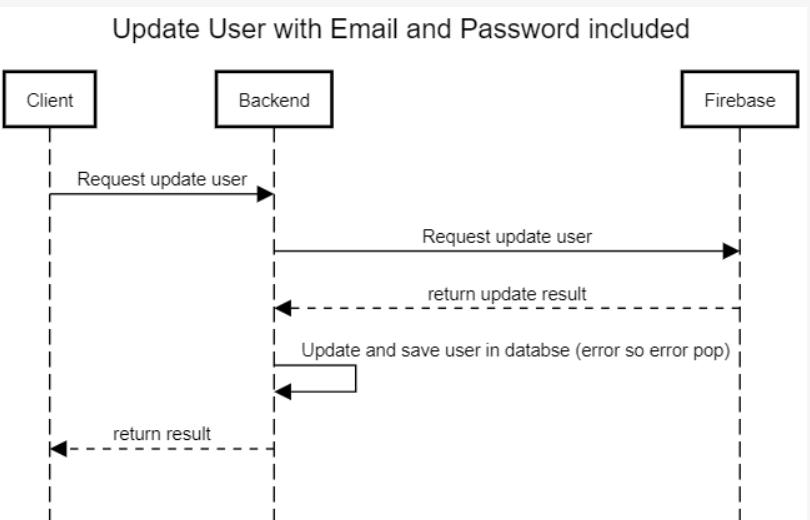 Update User with Email and Password included
Client
Backend
Firebase
Request update user
Request update user
return update result
Update and save user in databse (error so error pop)
return result